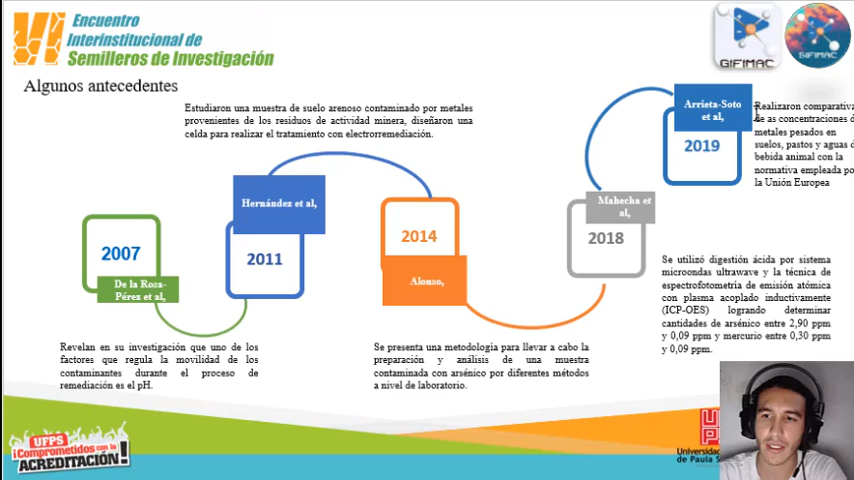 Encuentro
Interinstitucional de
Semilleros de Investigación
GIFIMAC
GIFIMAC
Algunos antecedentes
Estudiaron una muestra de suelo arenoso contaminado por metales
provenientes de los residuos de actividad minera, diseñaron una
celda para realizar el tratamiento con electrorremediación.
Arrieta-Soto
et al,
2019
Realizaron comparativa
de as concentraciones d
metales pesados en
suelos, pastos y aguas d
bebida animal con la
normativa empleada po
la Unión Europea
Hernández et al,
2011
2014
Alonzo,
Mahecha et
al,
2018
2007
De la Rosa-
Pérez et al,
Se utilizó digestión ácida por sistema
microondas ultrawave y la técnica de
espectrofotometría de emisión atómica
con plasma acoplado inductivamente
(ICP-OES) logrando determinar
cantidades de arsénico entre 2,90 ppm
y 0,09 ppm y mercurio entre 0,30 ppm
y 0,09 ppm.
Revelan en su investigación que uno de los
factores que regula la movilidad de los
contaminantes durante el proceso de
remediación es el pH.
Se presenta una metodología para llevar a cabo la
preparación y análisis de una muestra
contaminada con arsénico por diferentes métodos
a nivel de laboratorio.
UFPS
¡Comprometidos con la
ACREDITACIÓN!
U
P
Universida
de Paula S